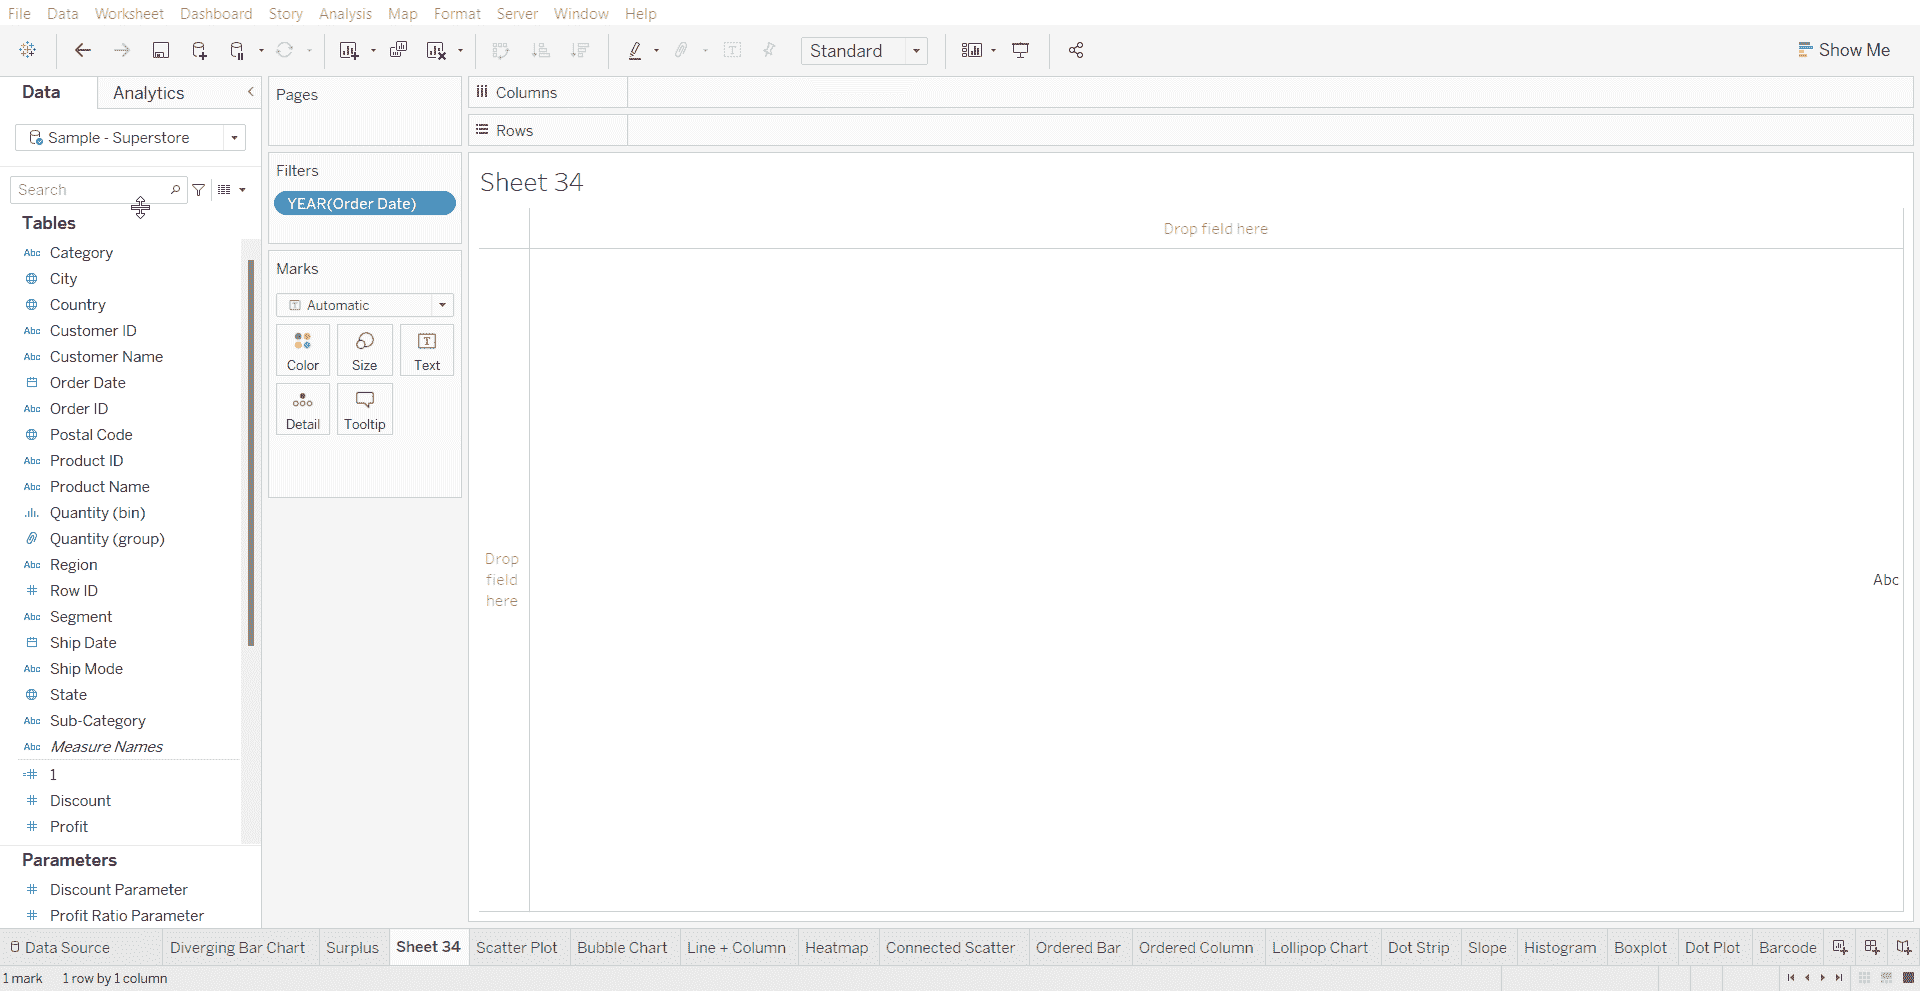 File Data Worksheet Dashboard Story Analysis Map Format Server Window Help
Standard
Show Me
Data Analytics
Sample - Superstore
Search
Tables
Abc Category
City
Country
Abc Customer ID
Abc Customer Name
Order Date
Abc Order ID
Postal Code
Abc Product ID
Abc Product Name
Quantity (bin)
Quantity (group)
Abc Region
# Row ID
Abc Segment
Ship Date
Abc Ship Mode
State
Abc Sub-Category
Abc Measure Names
=# 1
# Discount
# Profit
Parameters
# Discount Parameter
# Profit Ratio Parameter
Pages
Filters
YEAR(Order Date)
Marks
Automatic
Color Size Text
Detail Tooltip
Columns
Rows
Sheet 34
Drop field here
Drop
field
here
Abc
Data Source Diverging Bar Chart Surplus Sheet 34 Scatter Plot Bubble Chart Line + Column Heatmap Connected Scatter Ordered Bar Ordered Column Lollipop Chart Dot Strip Slope Histogram Boxplot Dot Plot Barcode
1 mark 1 row by 1 column